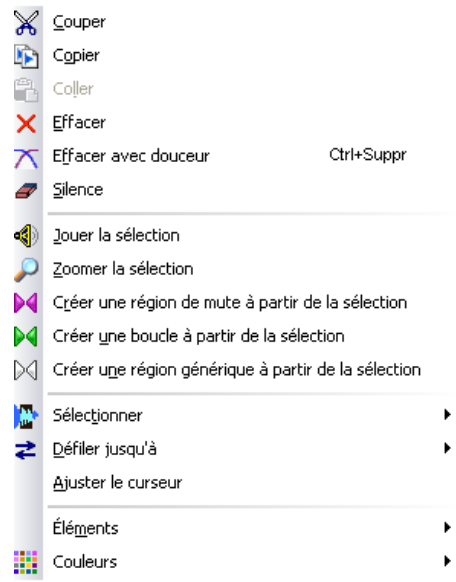 Couper
Copier
Coller
Effacer
Effacer avec douceur Ctrl+Suppr
Silence
Jouer la sélection
Zoomer la sélection
Créer une région de mute à partir de la sélection
Créer une boucle à partir de la sélection
Créer une région générique à partir de la sélection
Sélectionner
Défiler jusqu'à
Ajuster le curseur
Éléments
Couleurs